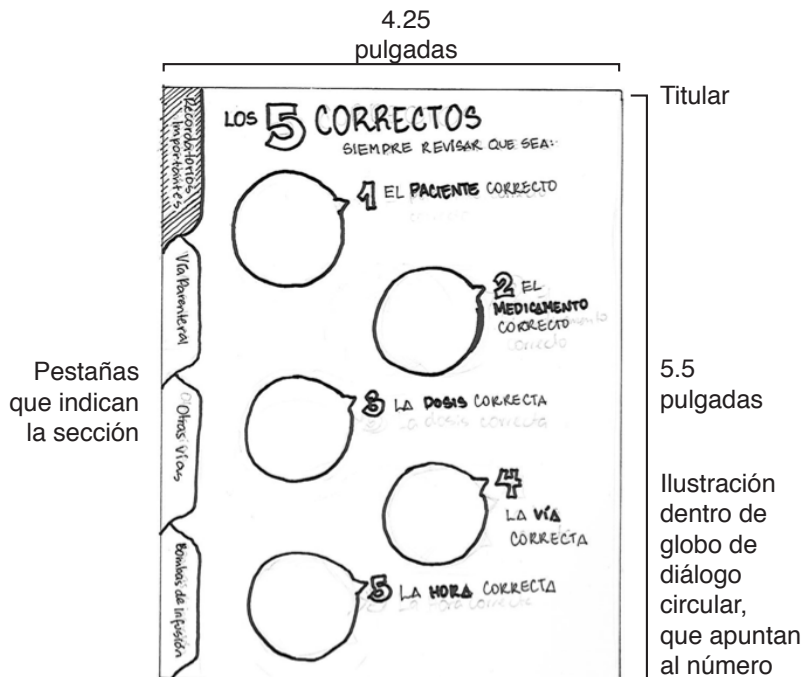 4.25
pulgadas
Titular
LOS 5 CORRECTOS
SIEMPRE REVISAR QUE SEA:
1 EL PACIENTE CORRECTO
2 EL
MEDICAMENTO
CORRECTO
3 LA DOSIS CORRECTA
4
LA VÍA
CORRECTA
5 LA HORA CORRECTA
Recordatorios
Importantes
Vía Parenteral
Otras vías
Bombas de infusión
Pestañas
que indican
la sección
5.5
pulgadas
Ilustración
dentro de
globo de
diálogo
circular,
que apuntan
al número